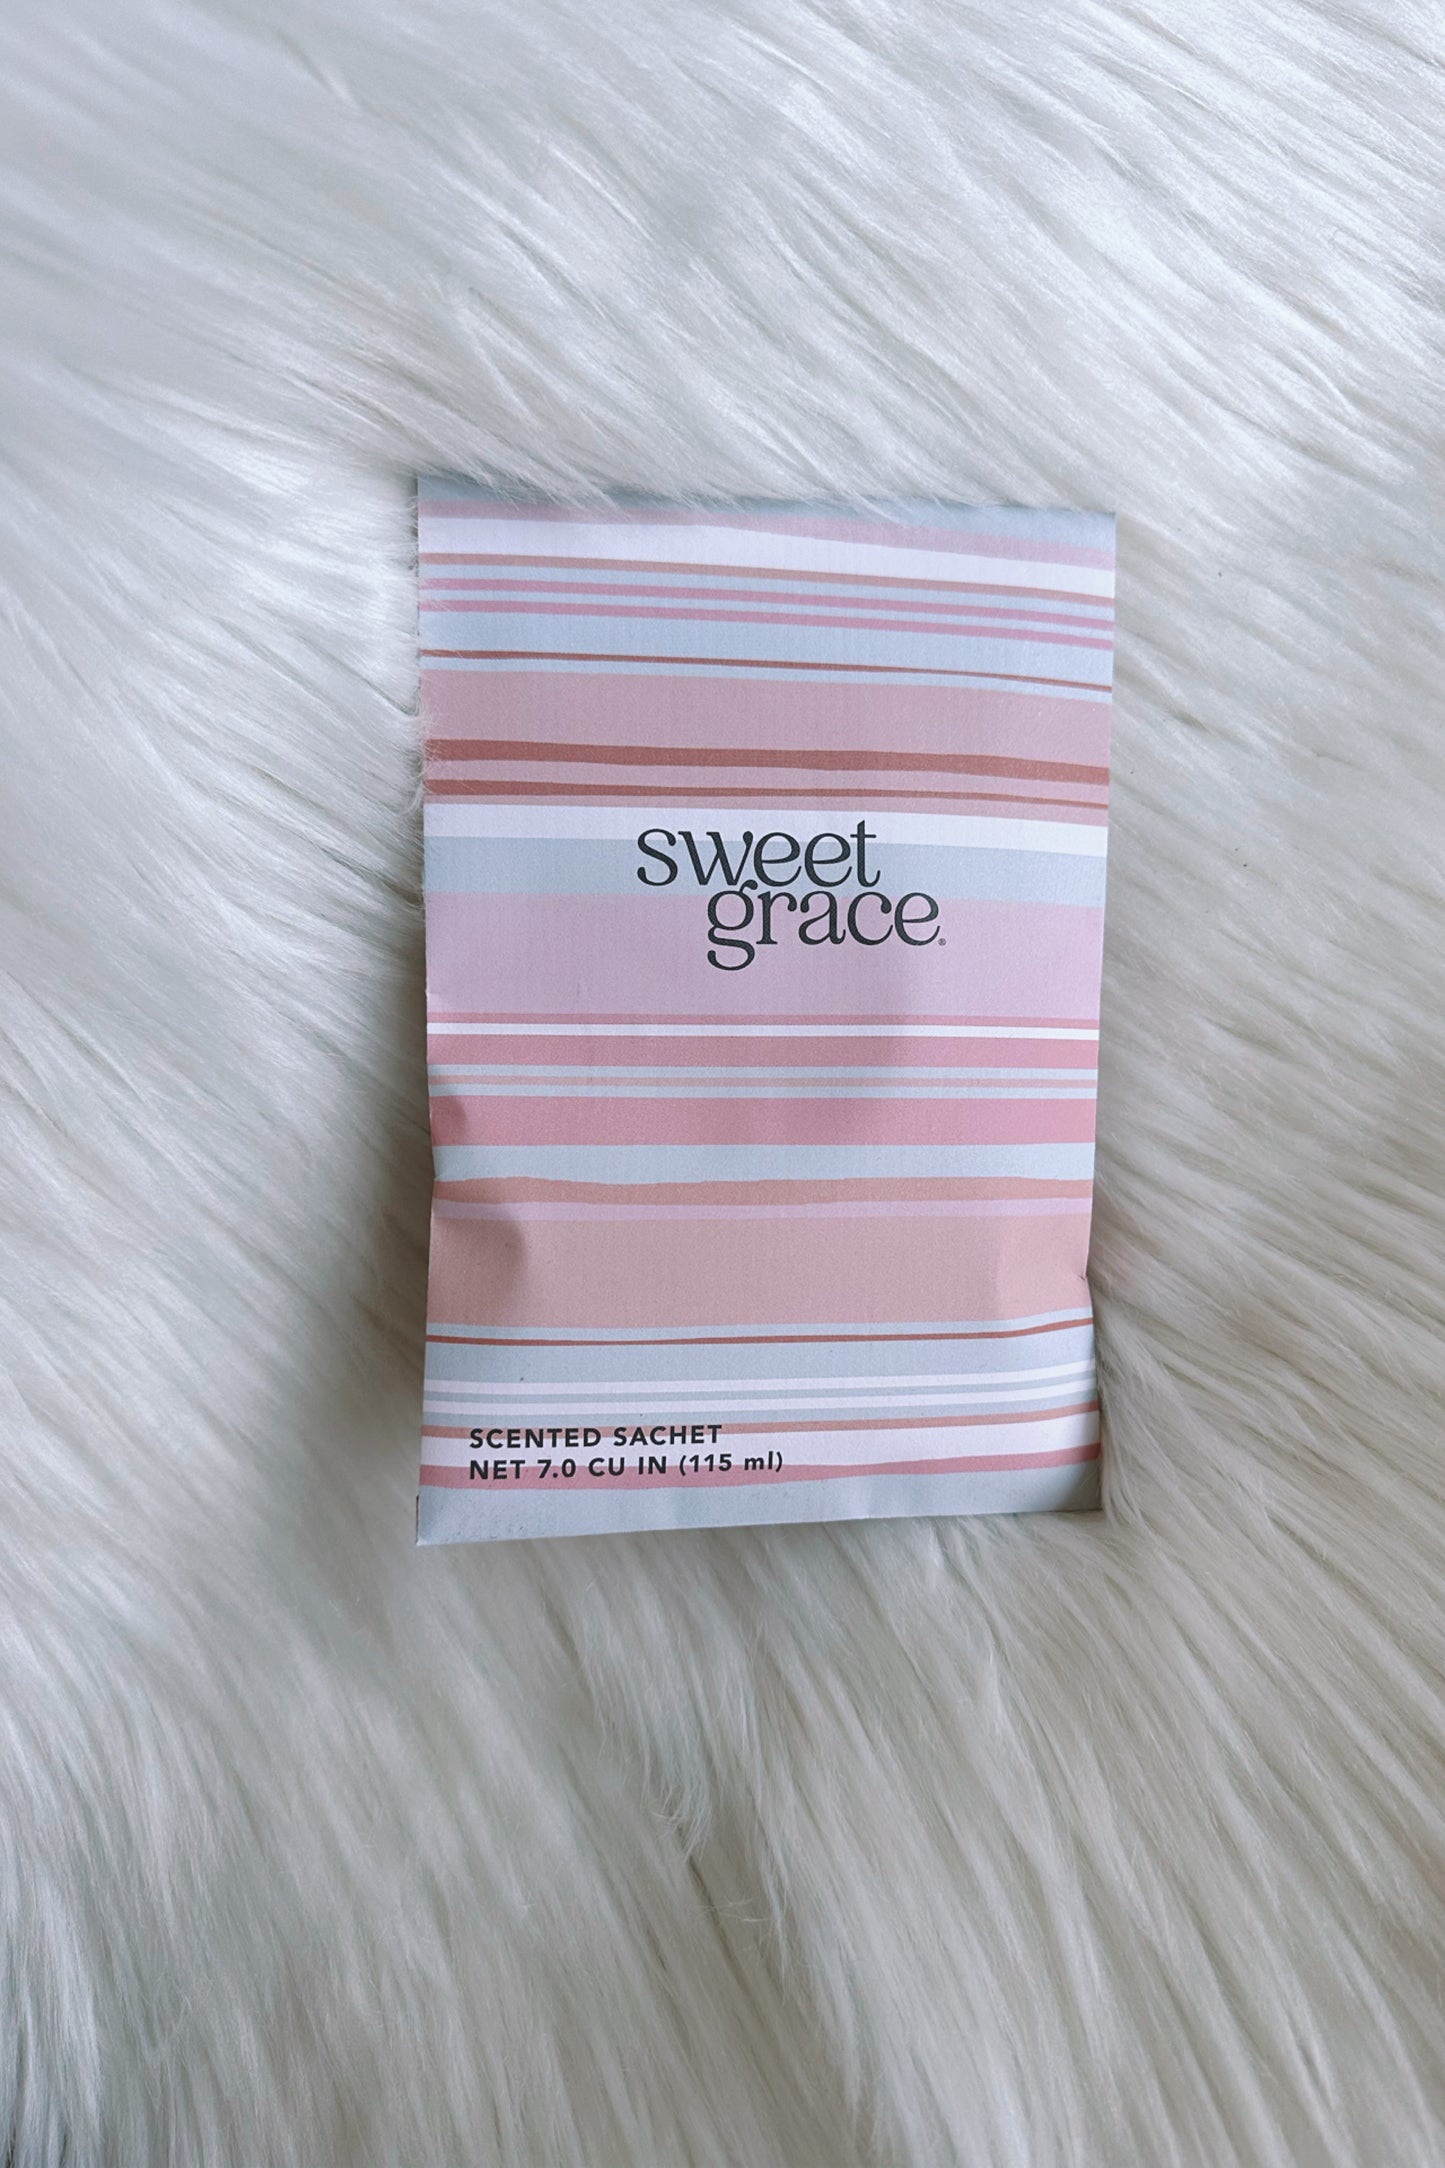 sweet
grace®
SCENTED SACHET
NET 7.0 CU IN (115 ml)